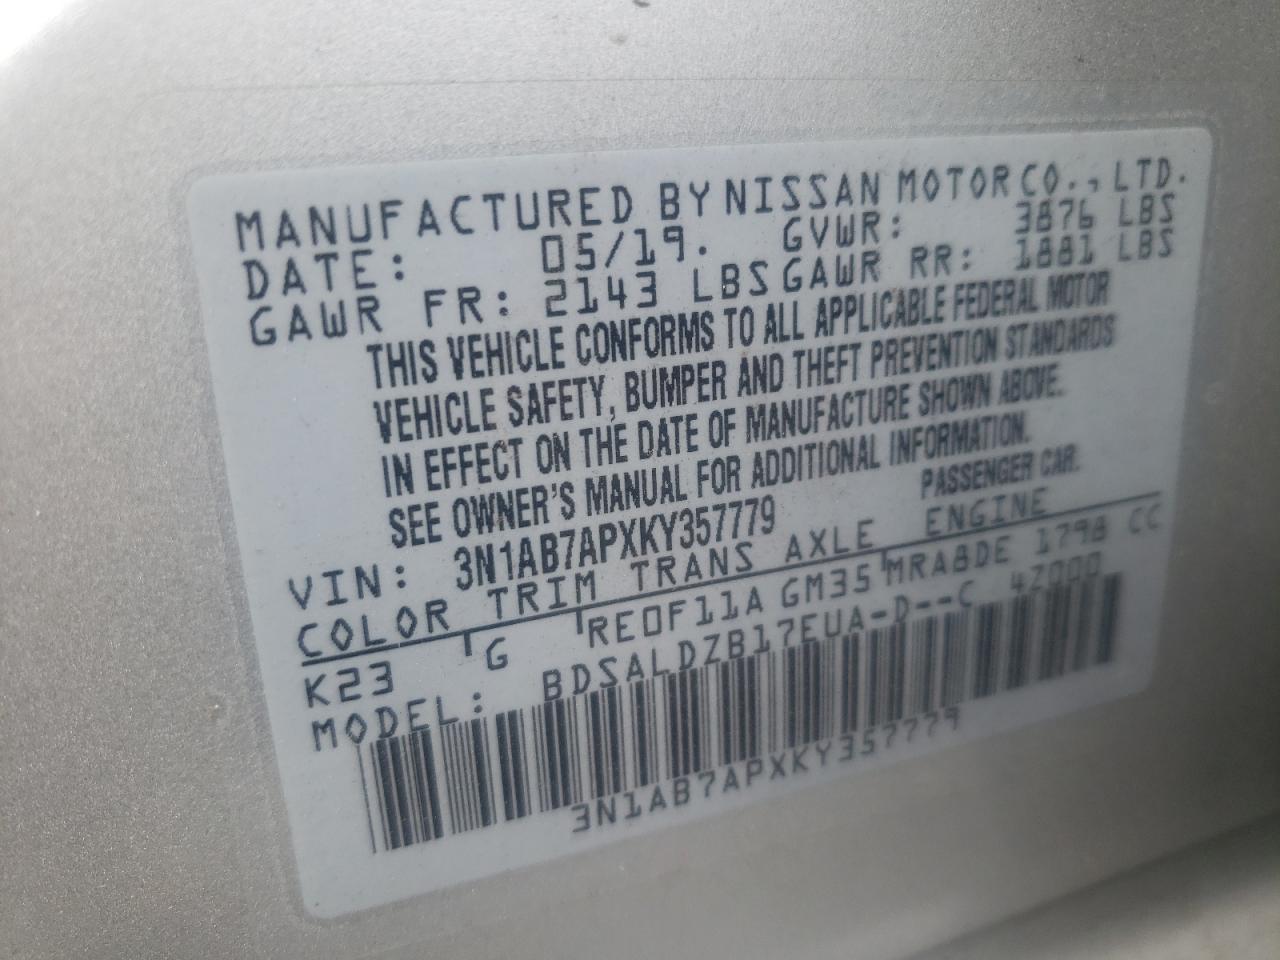 MANUFACTURED BY NISSAN MOTOR CO., LTD.
DATE: 05/19. GVWR: 3876 LBS
GAWR FR: 2143 LBS GAWR RR: 1881 LBS
THIS VEHICLE CONFORMS TO ALL APPLICABLE FEDERAL MOTOR
VEHICLE SAFETY, BUMPER AND THEFT PREVENTION STANDARDS
IN EFFECT ON THE DATE OF MANUFACTURE SHOWN ABOVE.
SEE OWNER'S MANUAL FOR ADDITIONAL INFORMATION.
VIN: 3N1AB7APXKY357779 PASSENGER CAR.
COLOR TRIM TRANS AXLE ENGINE
K23 G RE0F11A GM35 MRA8DE 1798 CC
MODEL: BDSALDZB17EUA-D--C 42000
3N1AB7APXKY357779